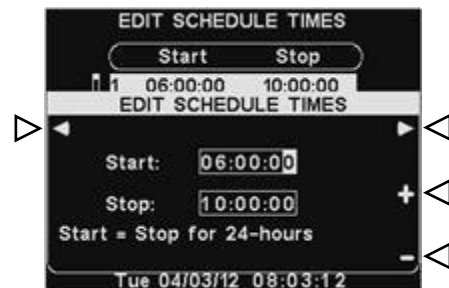 EDIT SCHEDULE TIMES
Start Stop
1 06:00:00 10:00:00
EDIT SCHEDULE TIMES
Start: 06:00:00
Stop: 10:00:00
+
Start = Stop for 24-hours
-
Tue 04/03/12 08:03:12